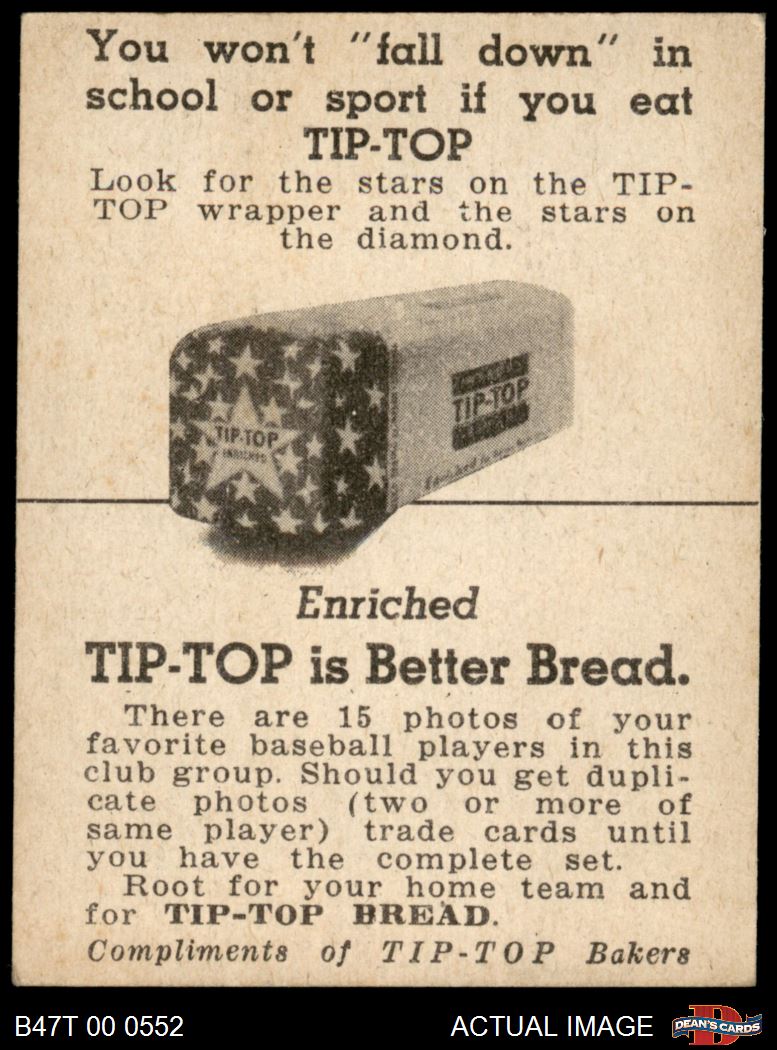 You won't "fall down" in
school or sport if you eat
TIP-TOP
Look for the stars on the TIP-
TOP wrapper and the stars on
the diamond.
TIP-TOP
ENRICHED
TIP-TOP
Enriched
TIP-TOP is Better Bread.
There are 15 photos of your
favorite baseball players in this
club group. Should you get dupli-
cate photos (two or more of
same player) trade cards until
you have the complete set.
Root for your home team and
for TIP-TOP BREAD.
Compliments of TIP-TOP Bakers
B47T 00 0552
ACTUAL IMAGE
DEAN'S CARDS